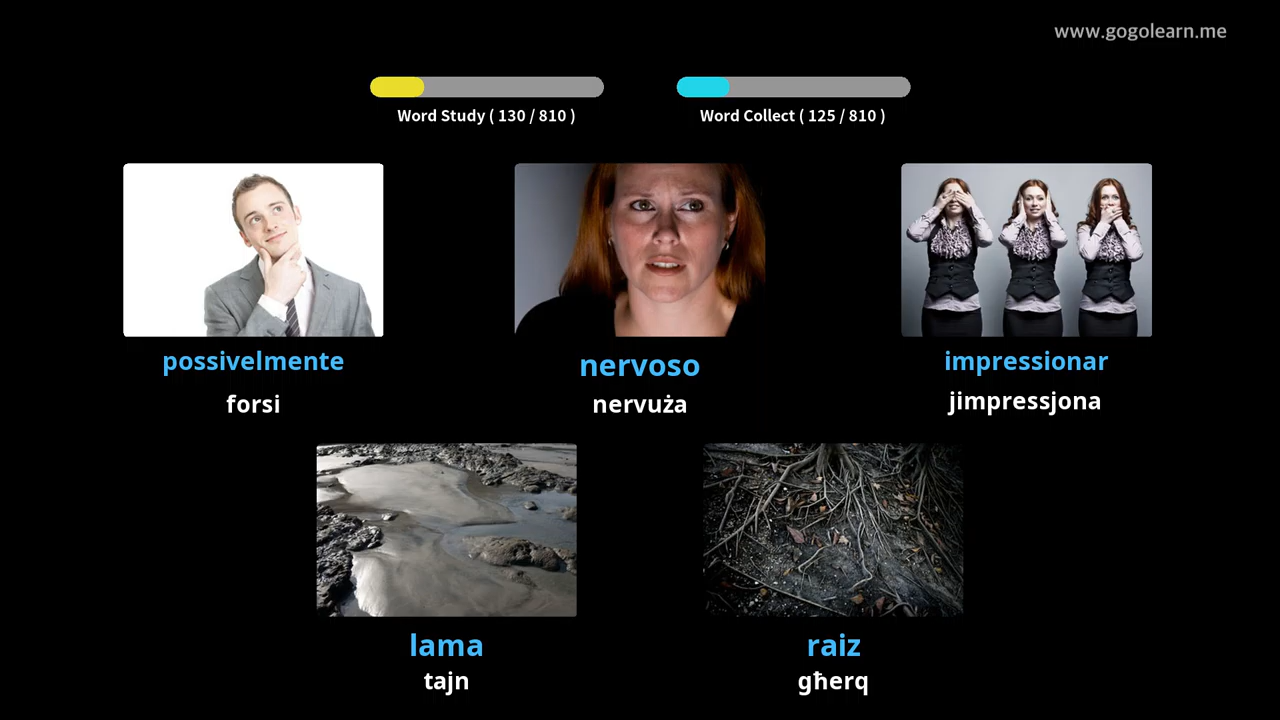 www.gogolearn.me
Word Study ( 130 / 810 )
Word Collect ( 125 / 810 )
possivelmente
nervoso
impressionar
forsi
nervuża
jimpressjona
lama
raiz
tajn
għerq